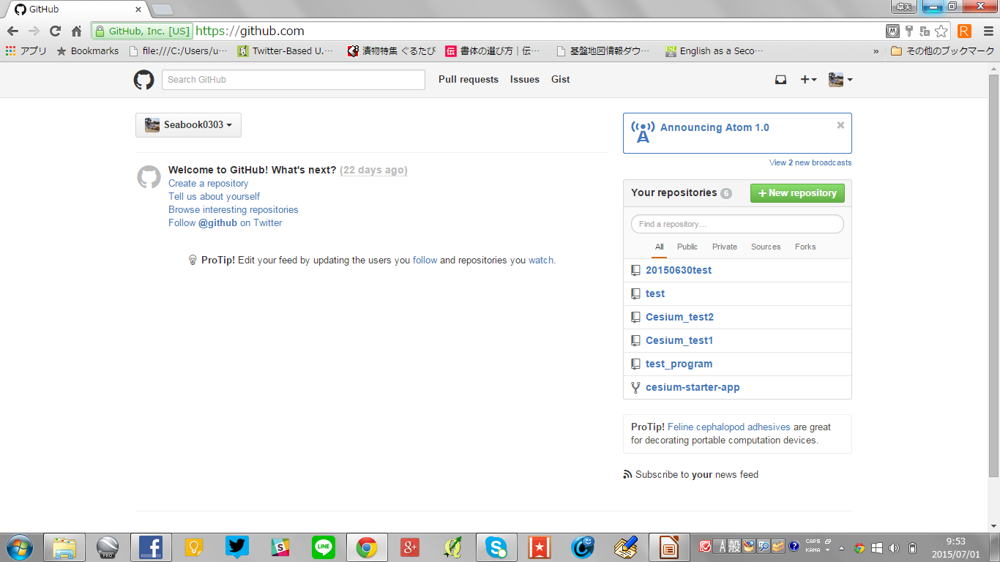 GitHub
卓矢
GitHub, Inc. [US] https://github.com
アプリ Bookmarks file:///C:/Users/u… Twitter-Based U.… 漬物特集 ぐるたび 書体の選び方｜伝… 基盤地図情報ダウ… English as a Seco… » その他のブックマーク
Search GitHub Pull requests Issues Gist
Seabook0303
Welcome to GitHub! What's next? (22 days ago)
Create a repository
Tell us about yourself
Browse interesting repositories
Follow @github on Twitter
ProTip! Edit your feed by updating the users you follow and repositories you watch.
Announcing Atom 1.0
View 2 new broadcasts
Your repositories 6 New repository
Find a repository…
All Public Private Sources Forks
20150630test
test
Cesium_test2
Cesium_test1
test_program
cesium-starter-app
ProTip! Feline cephalopod adhesives are great
for decorating portable computation devices.
Subscribe to your news feed
PRO
LINE
A 般
CAPS
KANA
9:53
2015/07/01